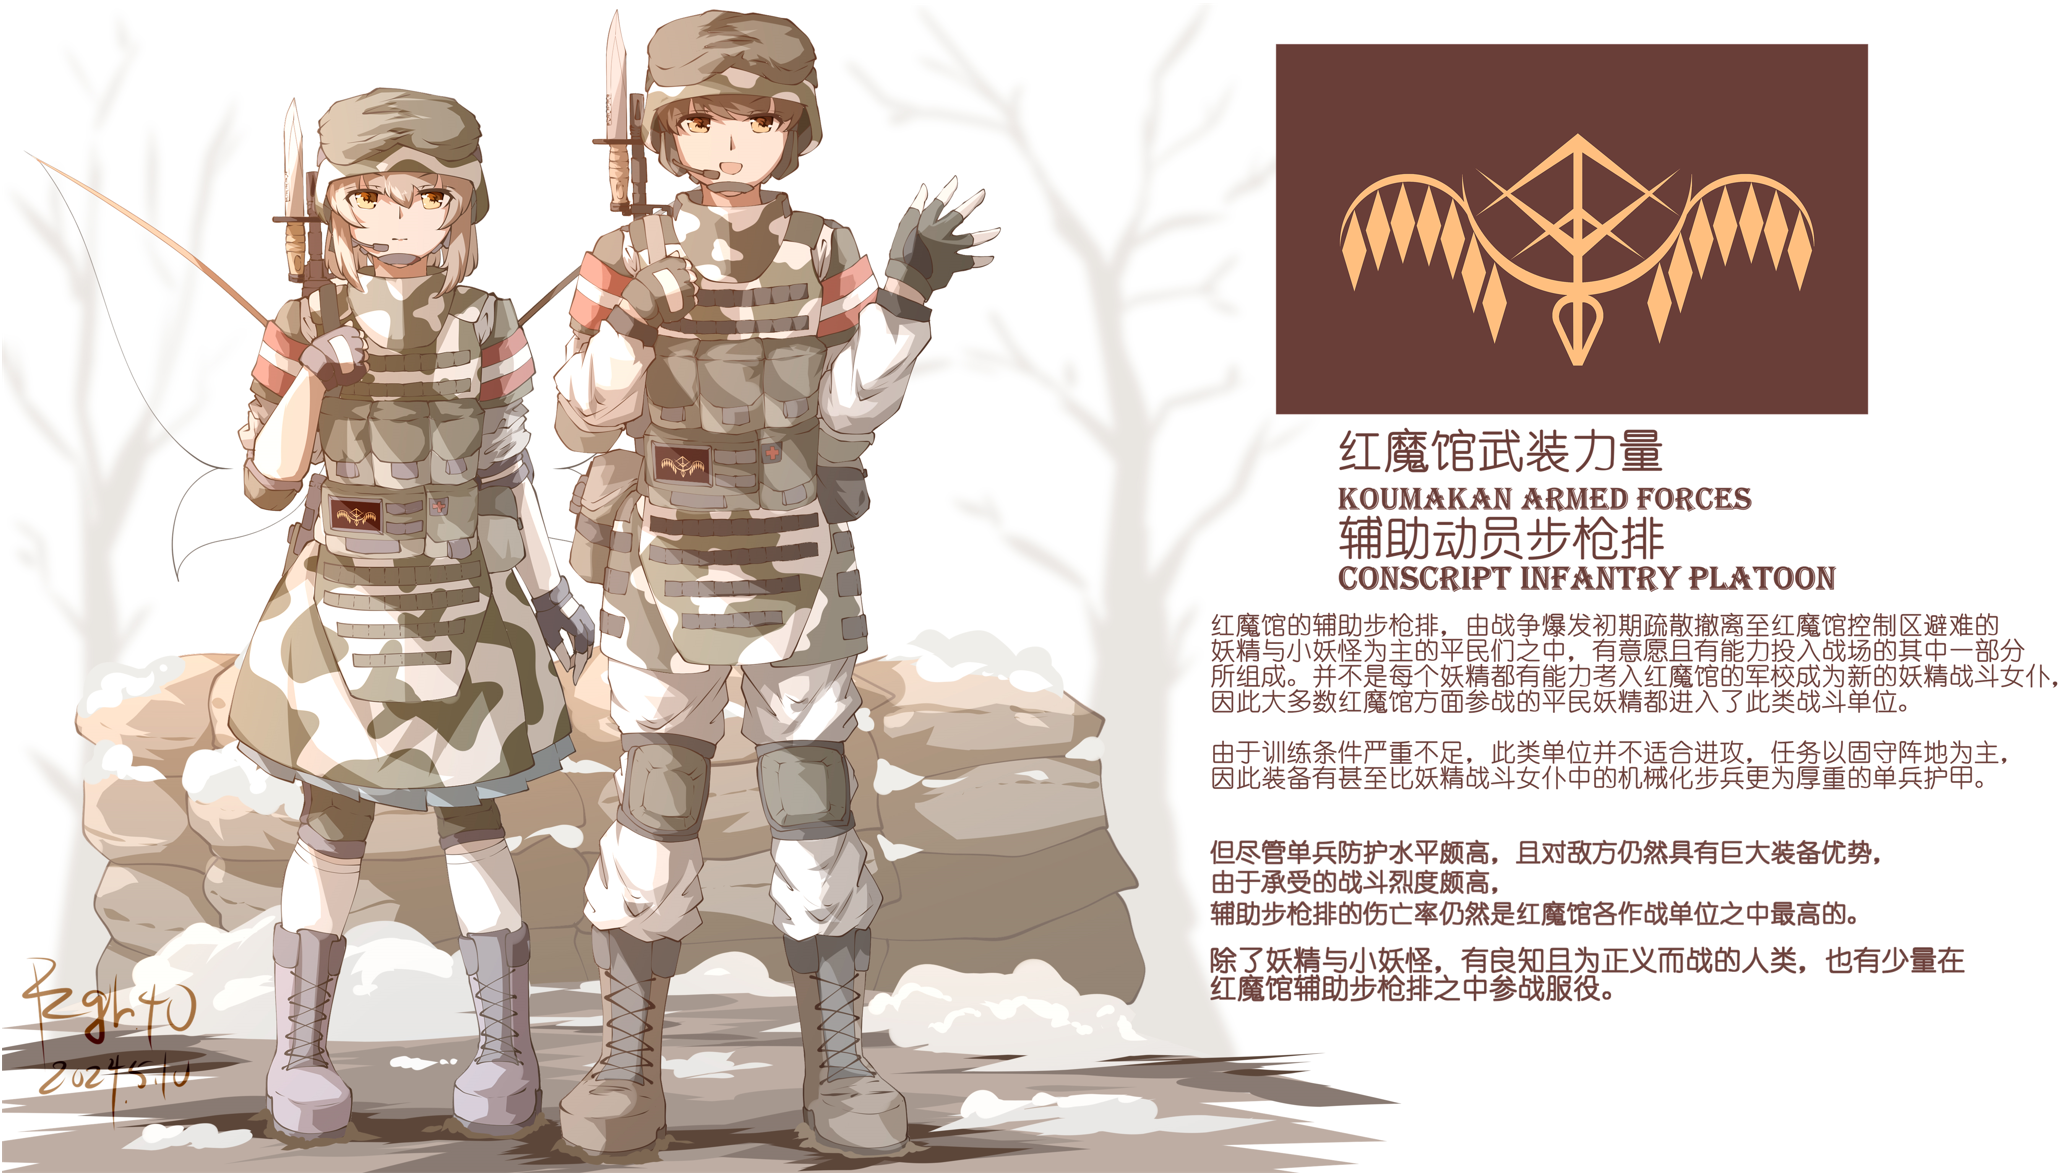 红魔馆武装力量
KOUMAKAN ARMED FORCES
辅助动员步枪排
CONSCRIPT INFANTRY PLATOON
红魔馆的辅助步枪排，由战争爆发初期疏散撤离至红魔馆控制区避难的
妖精与小妖怪为主的平民们之中，有意愿且有能力投入战场的其中一部分
所组成。并不是每个妖精都有能力考入红魔馆的军校成为新的妖精战斗女仆，
因此大多数红魔馆方面参战的平民妖精都进入了此类战斗单位。
由于训练条件严重不足，此类单位并不适合进攻，任务以固守阵地为主，
因此装备有甚至比妖精战斗女仆中的机械化步兵更为厚重的单兵护甲。
但尽管单兵防护水平颇高，且对敌方仍然具有巨大装备优势，
由于承受的战斗烈度颇高，
辅助步枪排的伤亡率仍然是红魔馆各作战单位之中最高的。
除了妖精与小妖怪，有良知且为正义而战的人类，也有少量在
红魔馆辅助步枪排之中参战服役。
Rgh40
2024.5.10